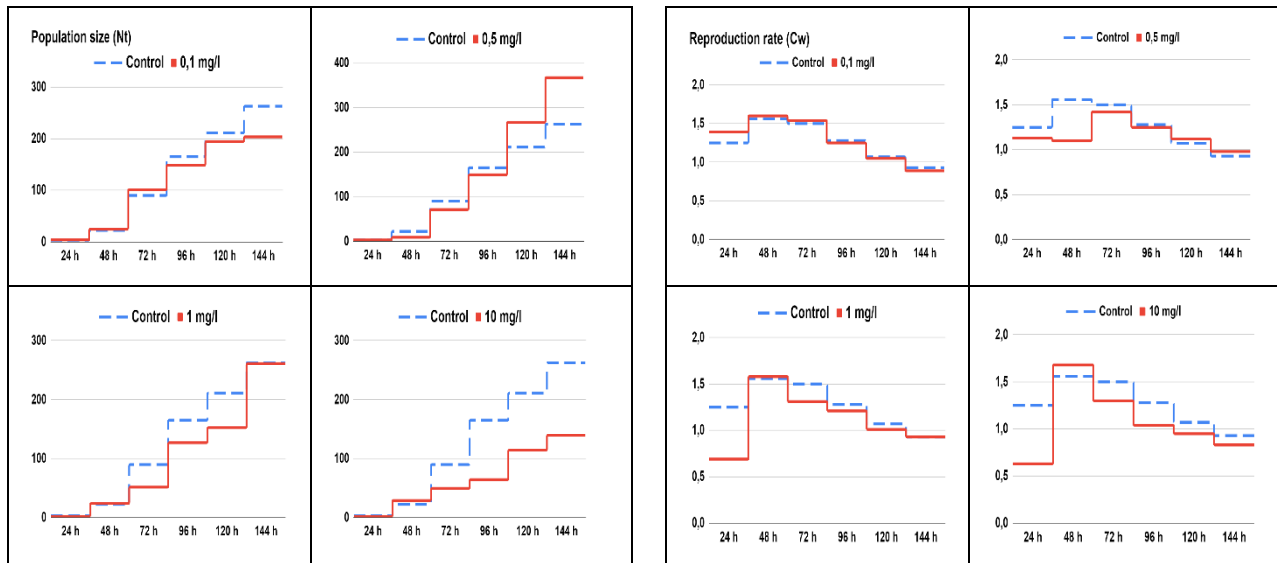 Population size (Nt)
Control 0,1 mg/l
300
200
100
0
24 h 48 h 72 h 96 h 120 h 144 h
Control 0,5 mg/l
400
300
200
100
0
24 h 48 h 72 h 96 h 120 h 144 h
Control 1 mg/l
300
200
100
0
24 h 48 h 72 h 96 h 120 h 144 h
Control 10 mg/l
300
200
100
0
24 h 48 h 72 h 96 h 120 h 144 h
Reproduction rate (Cw)
Control 0,1 mg/l
2,0
1,5
1,0
0,5
0,0
24 h 48 h 72 h 96 h 120 h 144 h
Control 0,5 mg/l
2,0
1,5
1,0
0,5
0,0
24 h 48 h 72 h 96 h 120 h 144 h
Control 1 mg/l
2,0
1,5
1,0
0,5
0,0
24 h 48 h 72 h 96 h 120 h 144 h
Control 10 mg/l
2,0
1,5
1,0
0,5
0,0
24 h 48 h 72 h 96 h 120 h 144 h